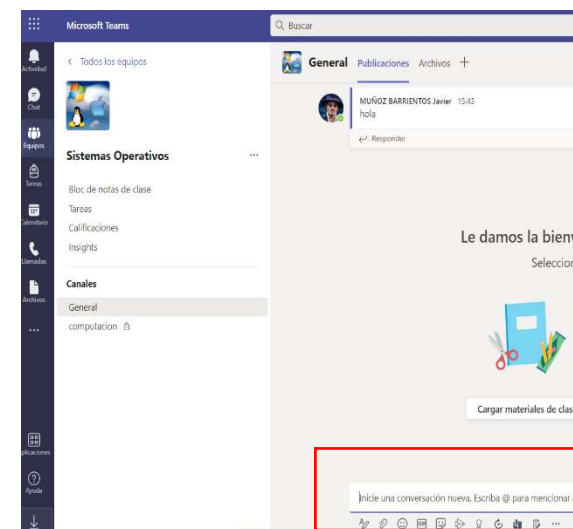 Microsoft Teams
Buscar
Actividad
Chat
Equipos
Tareas
Calendario
Llamadas
Archivos
plicaciones
Ayuda
Todos los equipos
Sistemas Operativos
Bloc de notas de clase
Tareas
Calificaciones
Insights
Canales
General
computacion
General Publicaciones Archivos
MUÑOZ BARRIENTOS Javier 15:43
hola
Responder
Le damos la bienv
Seleccion
Cargar materiales de clas
Inicie una conversación nueva. Escriba @ para mencionar a